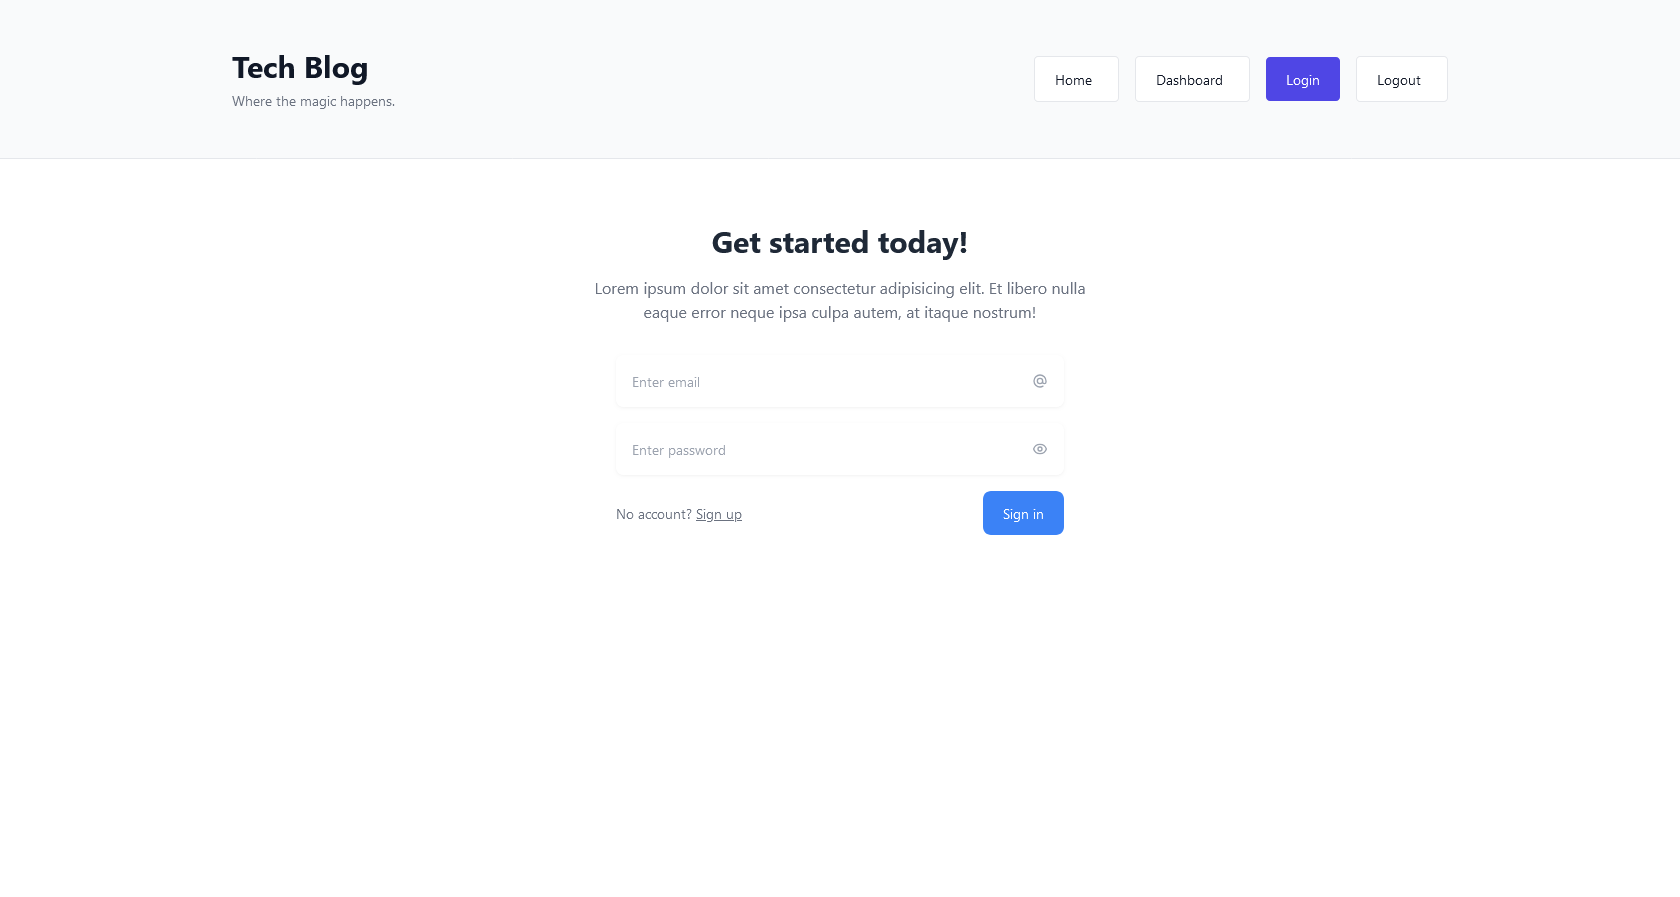 Tech Blog
Where the magic happens.
Home
Dashboard
Login
Logout
Get started today!
Lorem ipsum dolor sit amet consectetur adipisicing elit. Et libero nulla
eaque error neque ipsa culpa autem, at itaque nostrum!
Enter email
Enter password
No account? Sign up
Sign in